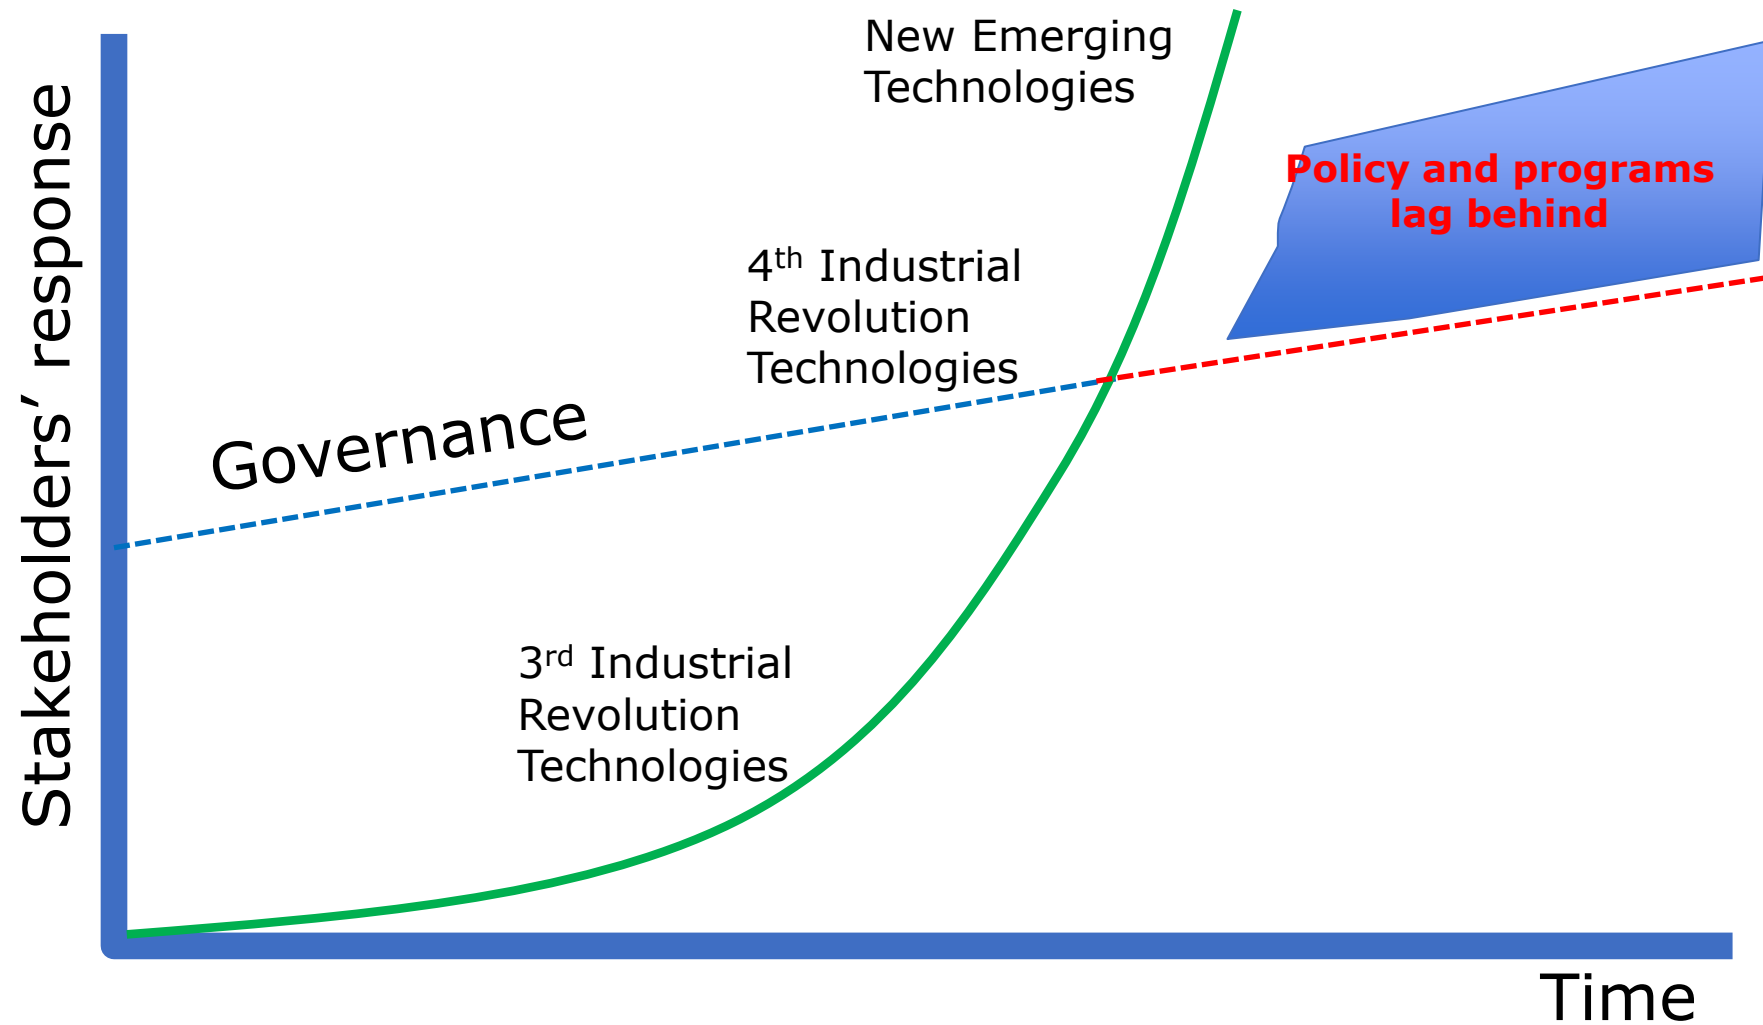 New Emerging
Technologies
Policy and programs
lag behind
4th Industrial
Revolution
Technologies
Governance
3rd Industrial
Revolution
Technologies
Stakeholders’ response
Time